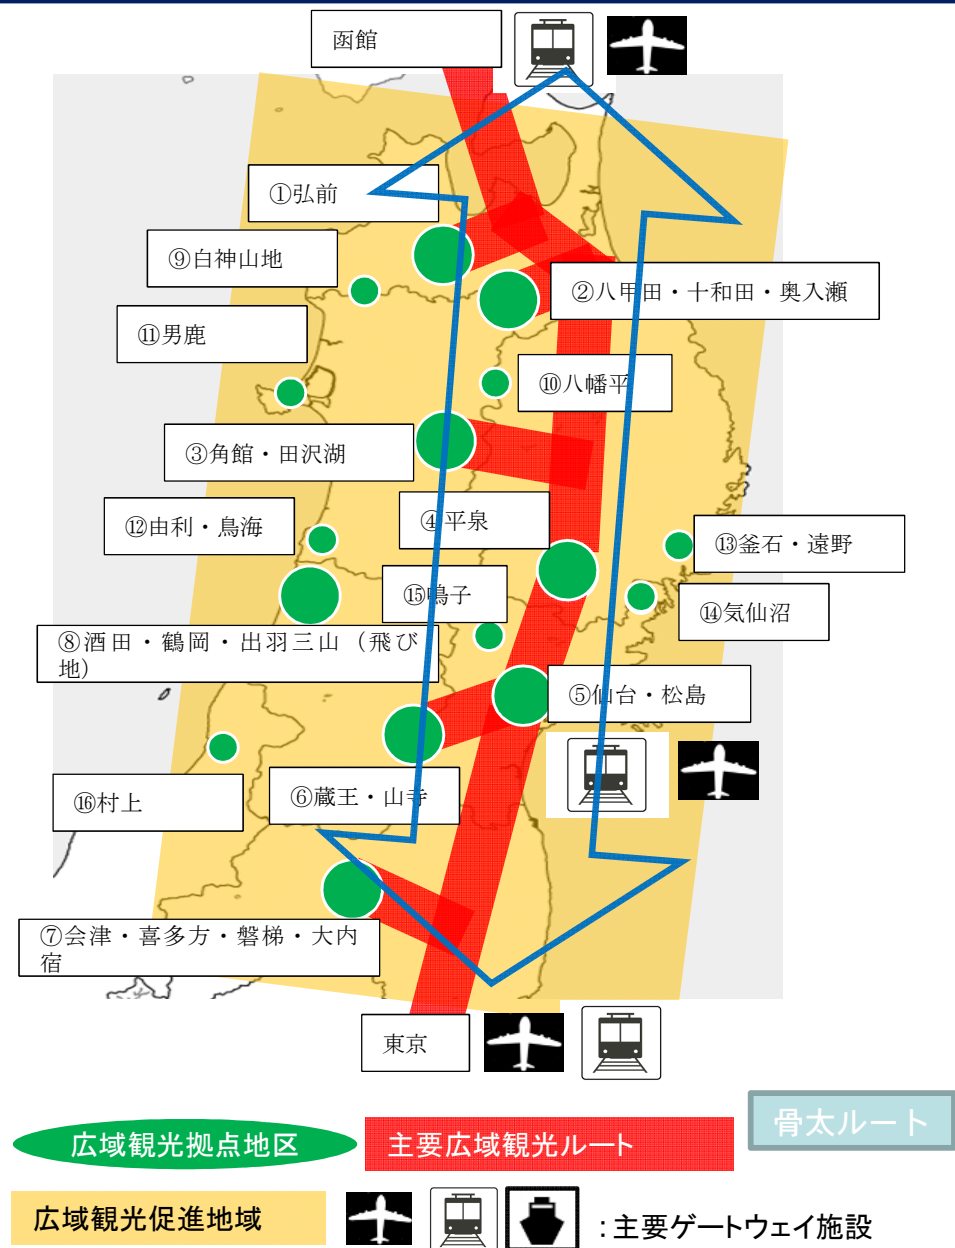 函館
①弘前
⑨白神山地
②八甲田・十和田・奥入瀬
⑪男鹿
⑩八幡平
③角館・田沢湖
④平泉
⑫由利・鳥海
⑬釜石・遠野
⑮鳴子
⑭気仙沼
⑧酒田・鶴岡・出羽三山（飛び
地）
⑤仙台・松島
⑯村上
⑥蔵王・山寺
⑦会津・喜多方・磐梯・大内
宿
東京
骨太ルート
広域観光拠点地区
主要広域観光ルート
広域観光促進地域
：主要ゲートウェイ施設